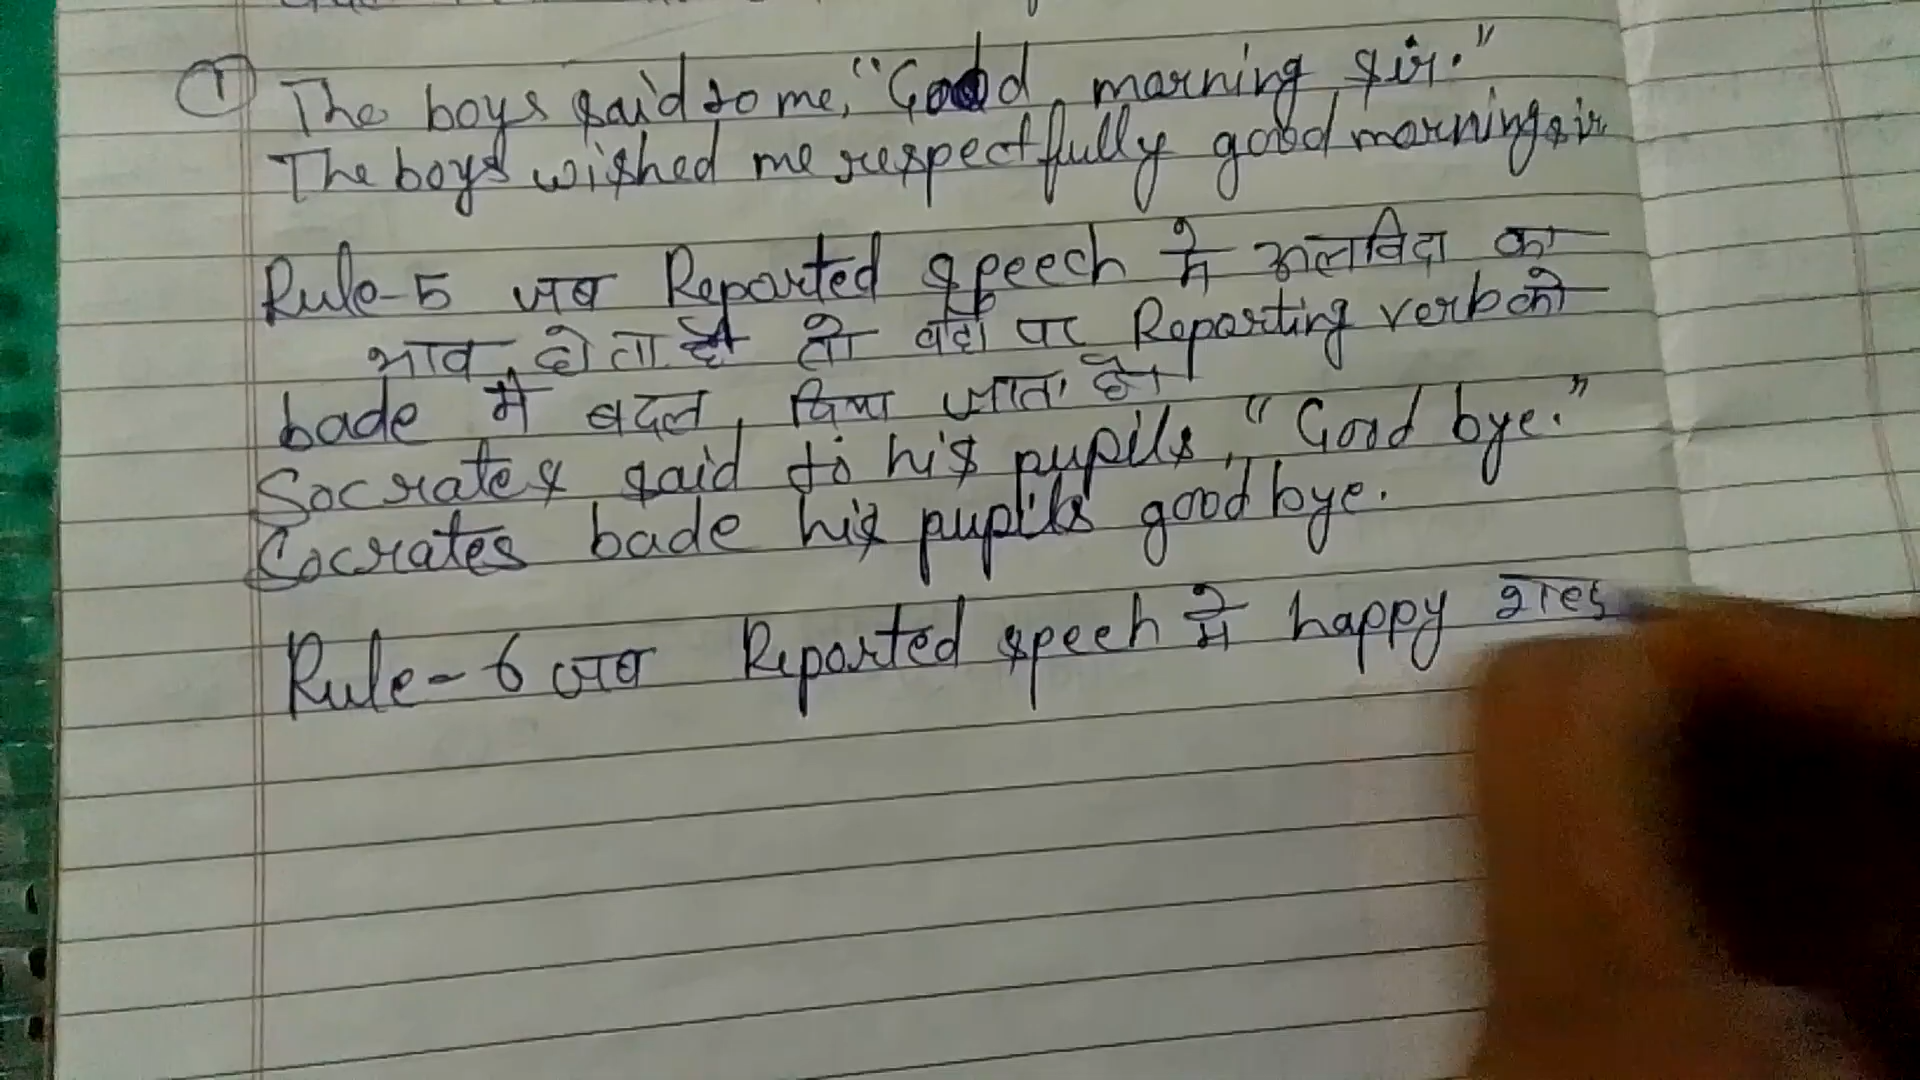 ① The boys said to me, "Good morning sir."
The boys wished me respectfully good morning sir
Rule-5 जब Reported speech में अलविदा का
भाव होता है तो वहाँ पर Reporting verb को
bade में बदल दिया जाता है।
Socrates said to his pupils, "Good bye."
Socrates bade his pupils good bye.
Rule-6 जब Reported speeh में happy